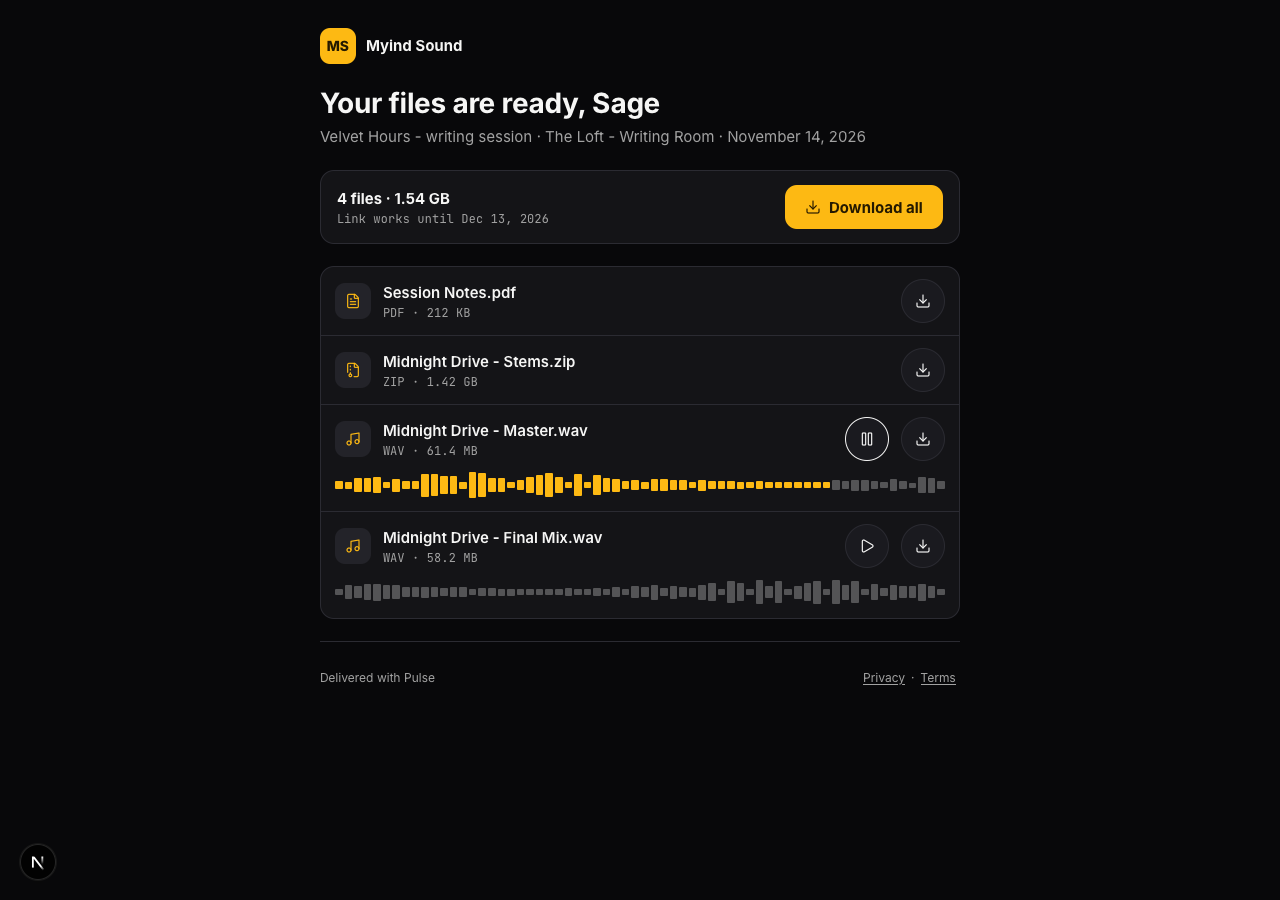 MS Myind Sound
Your files are ready, Sage
Velvet Hours - writing session · The Loft - Writing Room · November 14, 2026
4 files · 1.54 GB
Link works until Dec 13, 2026
Download all
Session Notes.pdf
PDF · 212 KB
Midnight Drive - Stems.zip
ZIP · 1.42 GB
Midnight Drive - Master.wav
WAV · 61.4 MB
Midnight Drive - Final Mix.wav
WAV · 58.2 MB
Delivered with Pulse
Privacy · Terms
N